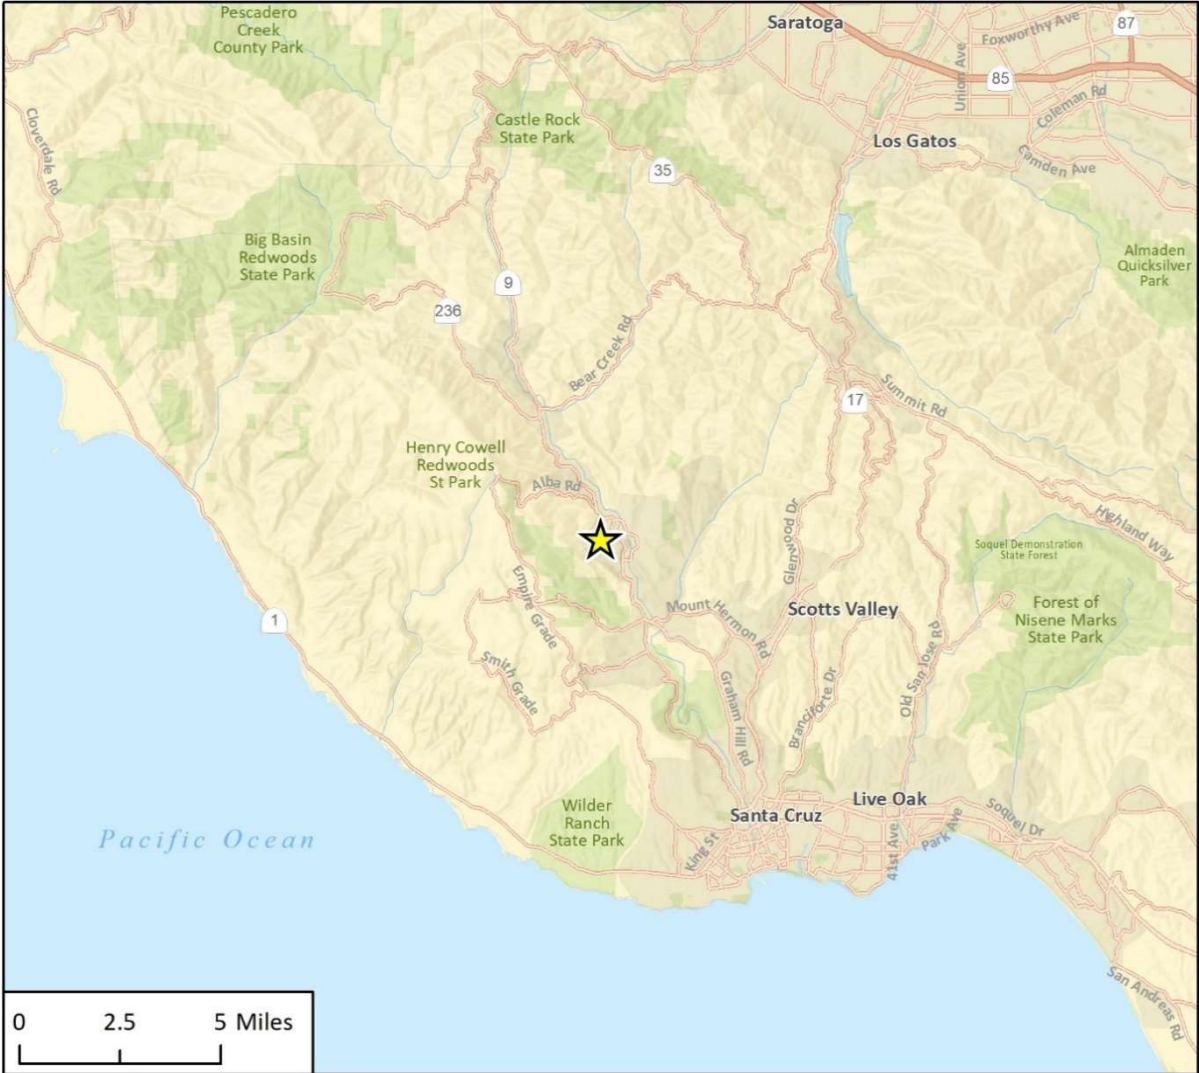 Pescadero
Creek
County Park
Saratoga
Foxworthy Ave
87
Union Ave
85
Coleman Rd
Castle Rock
State Park
Los Gatos
Cloverdale Rd
35
Camden Ave
Big Basin
Redwoods
State Park
Almaden
Quicksilver
Park
9
236
Bear Creek Rd
17
Summit Rd
Henry Cowell
Redwoods
St Park
Alba Rd
Glenwood Dr
Highland Way
Soquel Demonstration
State Forest
Empire Grade
Mount Hermon Rd
Scotts Valley
Forest of
Nisene Marks
State Park
1
Smith Grade
Graham Hill Rd
Branciforte Dr
Old San Jose Rd
Wilder
Ranch
State Park
Live Oak
Santa Cruz
Soquel Dr
Pacific Ocean
King St
41st Ave
Park Ave
San Andreas Rd
0 2.5 5 Miles